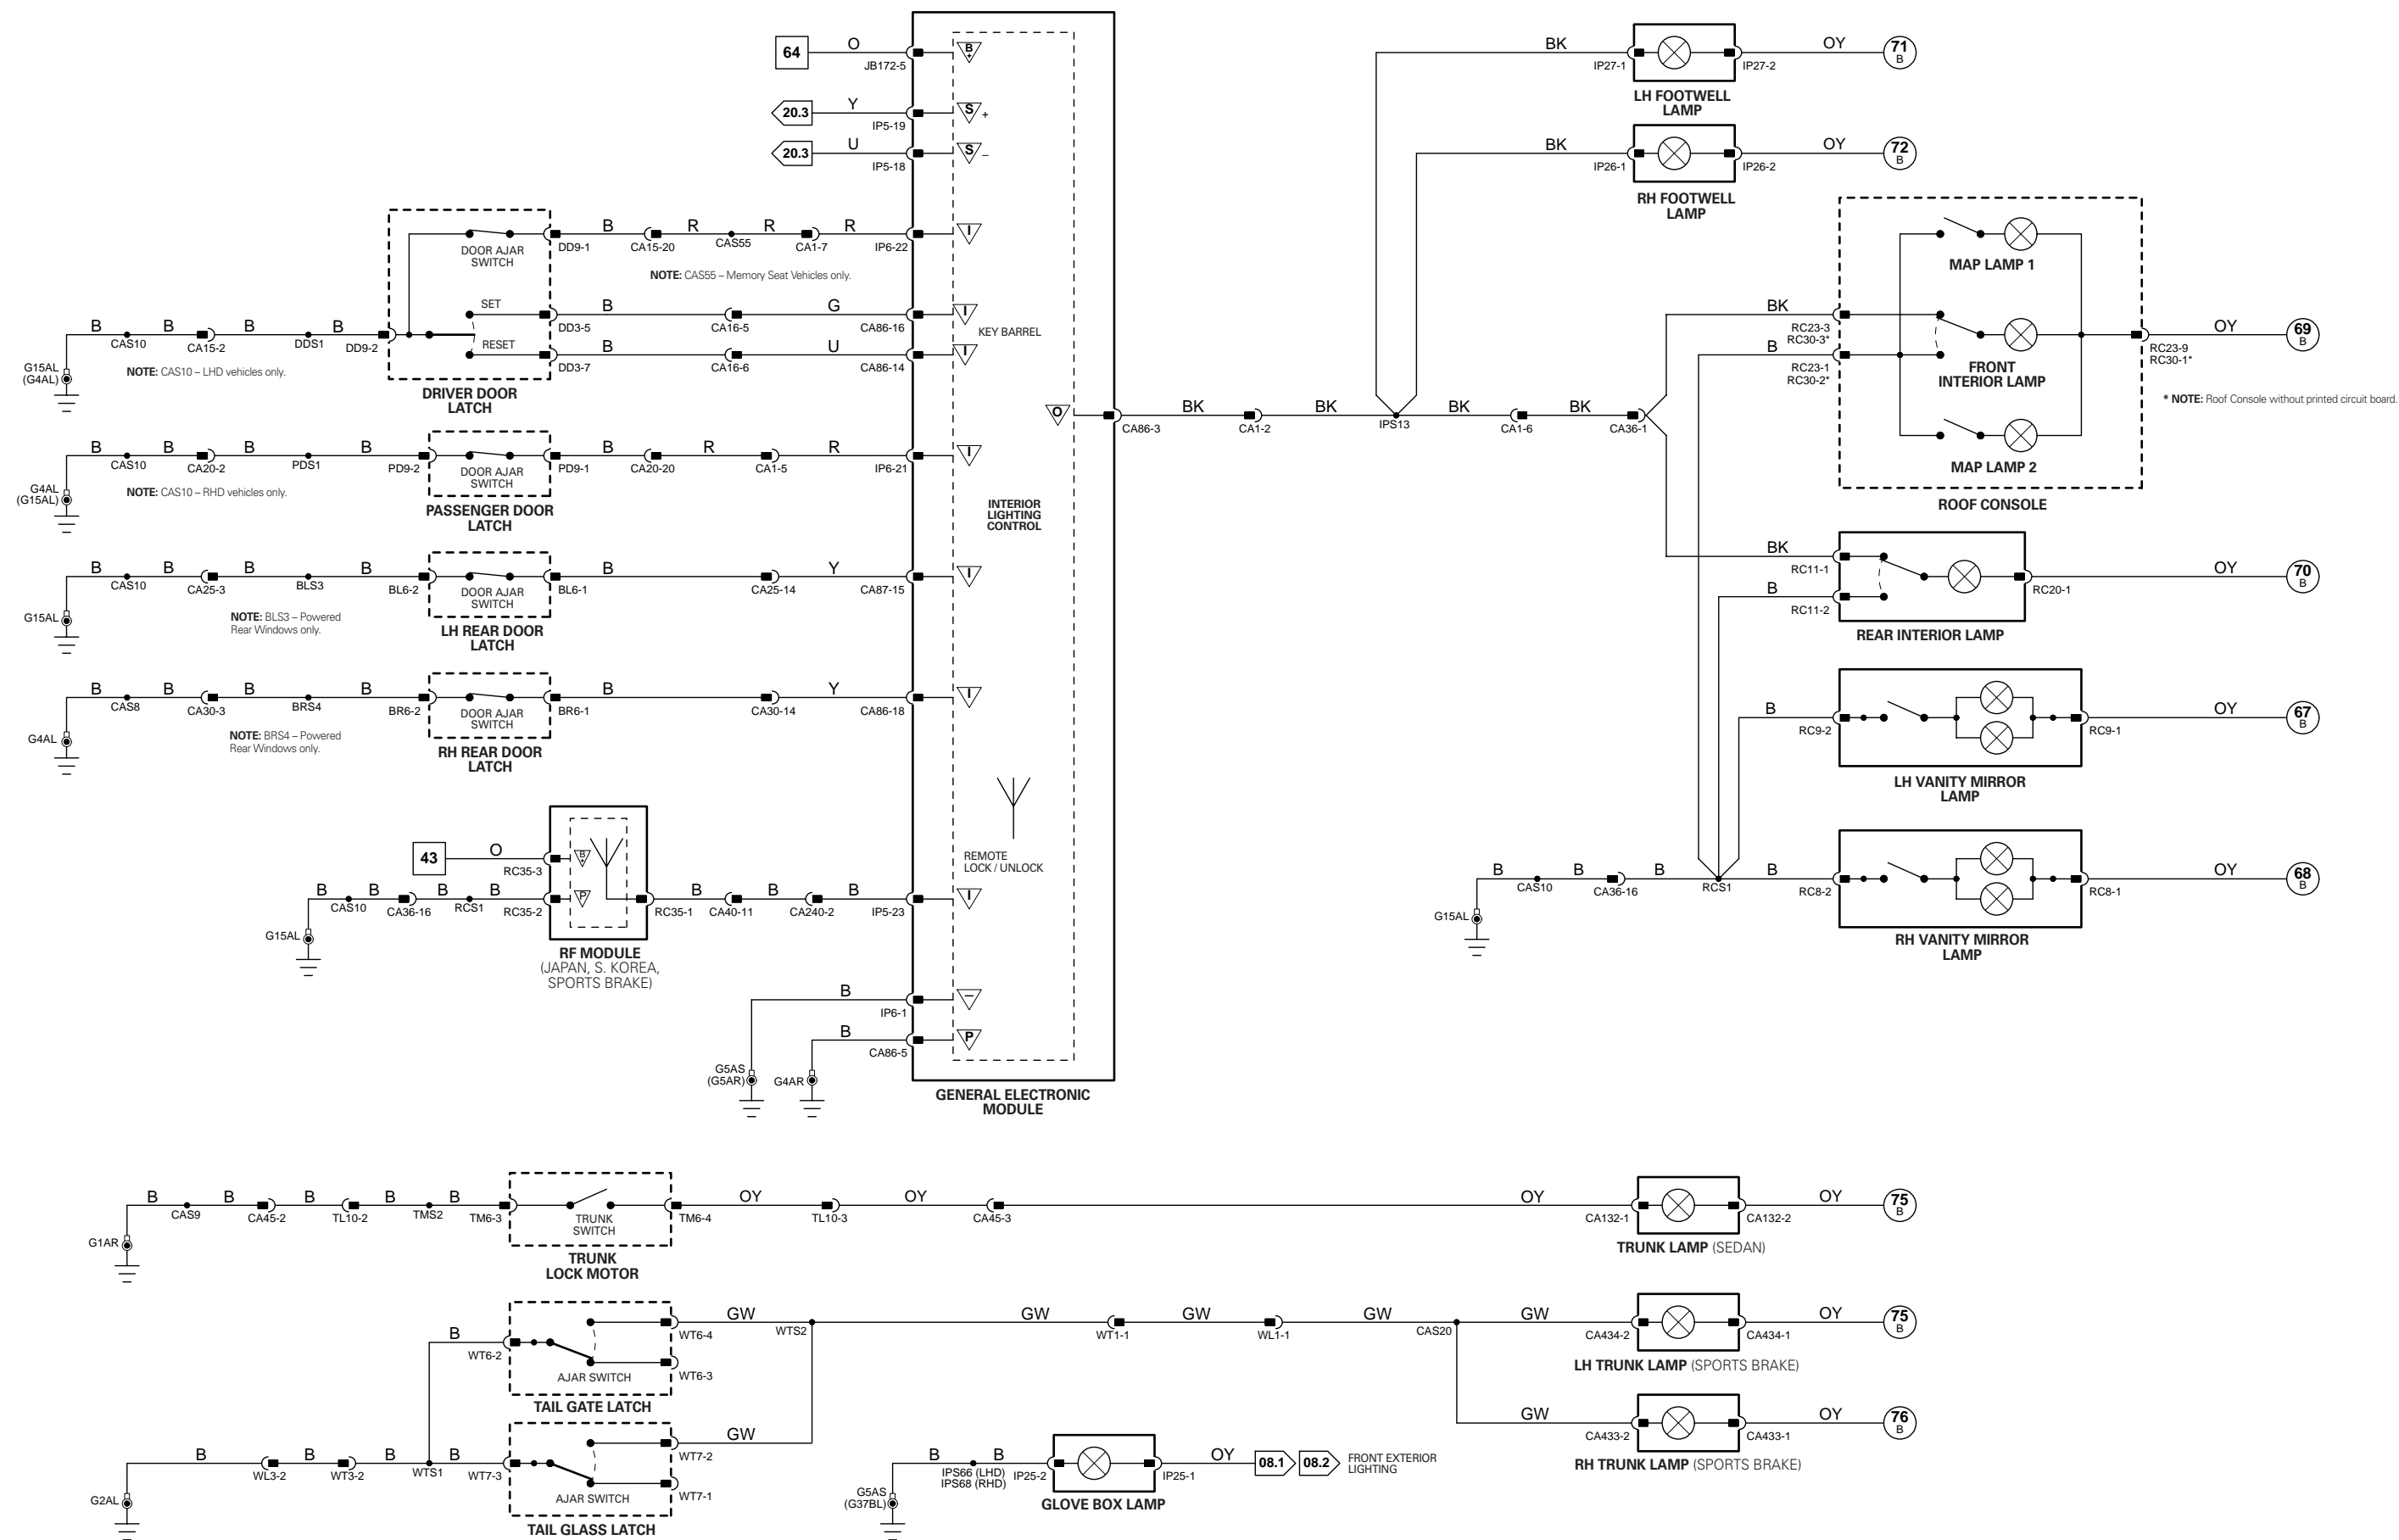 64
O
JB172-5
B
+
20.3
Y
IP5-19
S
+
20.3
U
IP5-18
S
–
DOOR AJAR
SWITCH
DD9-1
B
CA15-20
R
CAS55
R
CA1-7
R
IP6-22
I
NOTE: CAS55 – Memory Seat Vehicles only.
SET
DD3-5
B
CA16-5
G
CA86-16
I
KEY BARREL
RESET
DD3-7
B
CA16-6
U
CA86-14
I
B
CAS10
B
CA15-2
B
DDS1
B
DD9-2
G15AL
(G4AL)
NOTE: CAS10 – LHD vehicles only.
DRIVER DOOR
LATCH
B
CAS10
B
CA20-2
B
PDS1
B
PD9-2
DOOR AJAR
SWITCH
PD9-1
B
CA20-20
R
CA1-5
R
IP6-21
I
G4AL
(G15AL)
NOTE: CAS10 – RHD vehicles only.
PASSENGER DOOR
LATCH
INTERIOR
LIGHTING
CONTROL
B
CAS10
B
CA25-3
B
BLS3
B
BL6-2
DOOR AJAR
SWITCH
BL6-1
B
CA25-14
Y
CA87-15
I
G15AL
NOTE: BLS3 – Powered
Rear Windows only.
LH REAR DOOR
LATCH
B
CAS8
B
CA30-3
B
BRS4
B
BR6-2
DOOR AJAR
SWITCH
BR6-1
B
CA30-14
Y
CA86-18
I
G4AL
NOTE: BRS4 – Powered
Rear Windows only.
RH REAR DOOR
LATCH
43
O
RC35-3
B
+
REMOTE
LOCK / UNLOCK
B
CAS10
B
CA36-16
B
RCS1
B
RC35-2
P
RC35-1
B
CA40-11
B
CA240-2
B
IP5-23
I
G15AL
RF MODULE
(JAPAN, S. KOREA,
SPORTS BRAKE)
B
IP6-1
–
B
CA86-5
P
G5AS
(G5AR)
G4AR
GENERAL ELECTRONIC
MODULE
O
CA86-3
BK
CA1-2
BK
IPS13
BK
CA1-6
BK
CA36-1
BK
IP27-1
IP27-2
OY
71
B
LH FOOTWELL
LAMP
BK
IP26-1
IP26-2
OY
72
B
RH FOOTWELL
LAMP
MAP LAMP 1
BK
RC23-3
RC30-3*
B
RC23-1
RC30-2*
FRONT
INTERIOR LAMP
OY
RC23-9
RC30-1*
69
B
* NOTE: Roof Console without printed circuit board.
MAP LAMP 2
ROOF CONSOLE
BK
RC11-1
B
RC11-2
RC20-1
OY
70
B
REAR INTERIOR LAMP
B
RC9-2
RC9-1
OY
67
B
LH VANITY MIRROR
LAMP
B
CAS10
B
CA36-16
B
RCS1
B
RC8-2
RC8-1
OY
68
B
G15AL
RH VANITY MIRROR
LAMP
B
CAS9
B
CA45-2
B
TL10-2
B
TMS2
B
TM6-3
TRUNK
SWITCH
TM6-4
OY
TL10-3
OY
CA45-3
OY
CA132-1
CA132-2
OY
75
B
G1AR
TRUNK
LOCK MOTOR
TRUNK LAMP (SEDAN)
B
WT6-2
AJAR SWITCH
GW
WT6-4
WT6-3
WTS2
GW
WT1-1
GW
WL1-1
GW
CAS20
GW
CA434-2
CA434-1
OY
75
B
TAIL GATE LATCH
LH TRUNK LAMP (SPORTS BRAKE)
GW
CA433-2
CA433-1
OY
76
B
RH TRUNK LAMP (SPORTS BRAKE)
B
WL3-2
B
WT3-2
B
WTS1
B
WT7-3
AJAR SWITCH
GW
WT7-2
WT7-1
G2AL
TAIL GLASS LATCH
B
IPS66 (LHD)
IPS68 (RHD)
B
IP25-2
IP25-1
OY
08.1
08.2
FRONT EXTERIOR
LIGHTING
G5AS
(G37BL)
GLOVE BOX LAMP